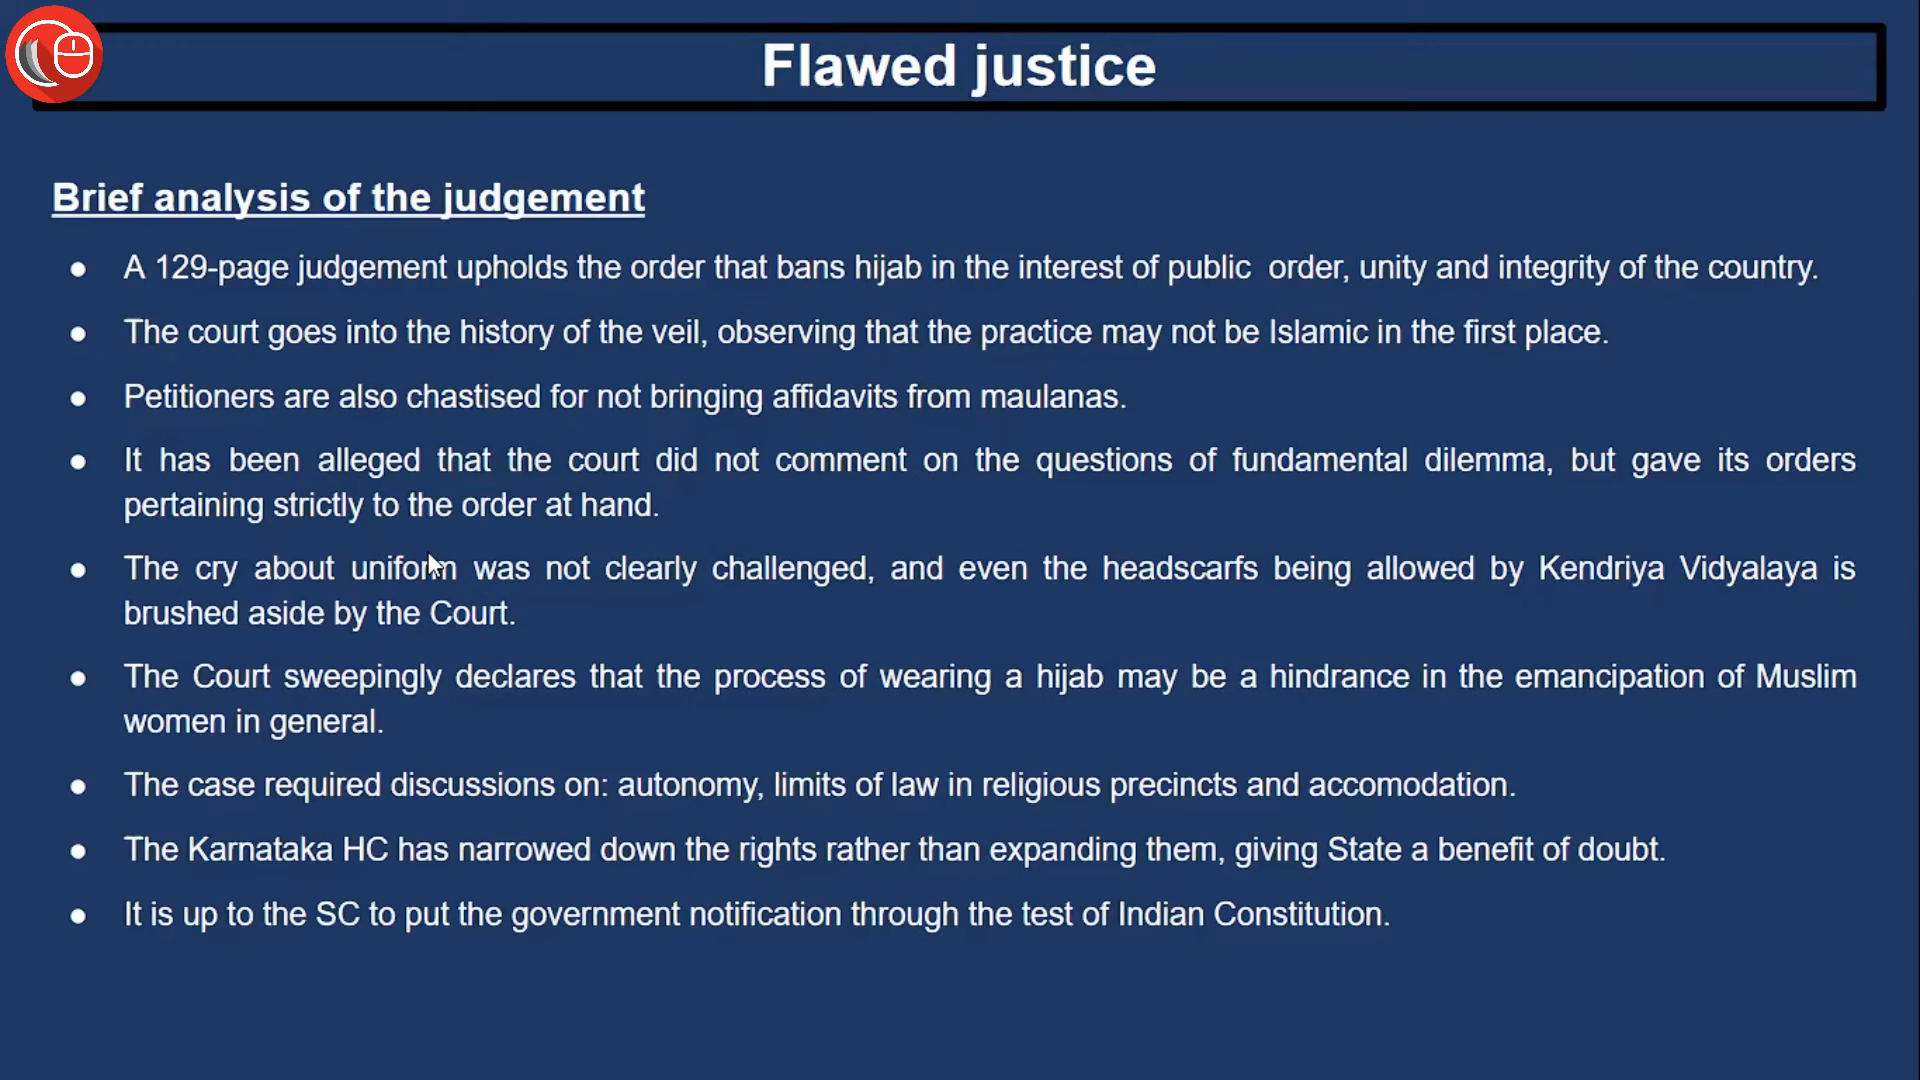 Flawed justice
Brief analysis of the judgement
● A 129-page judgement upholds the order that bans hijab in the interest of public order, unity and integrity of the country.
● The court goes into the history of the veil, observing that the practice may not be Islamic in the first place.
● Petitioners are also chastised for not bringing affidavits from maulanas.
● It has been alleged that the court did not comment on the questions of fundamental dilemma, but gave its orders
pertaining strictly to the order at hand.
● The cry about uniform was not clearly challenged, and even the headscarfs being allowed by Kendriya Vidyalaya is
brushed aside by the Court.
● The Court sweepingly declares that the process of wearing a hijab may be a hindrance in the emancipation of Muslim
women in general.
● The case required discussions on: autonomy, limits of law in religious precincts and accomodation.
● The Karnataka HC has narrowed down the rights rather than expanding them, giving State a benefit of doubt.
● It is up to the SC to put the government notification through the test of Indian Constitution.